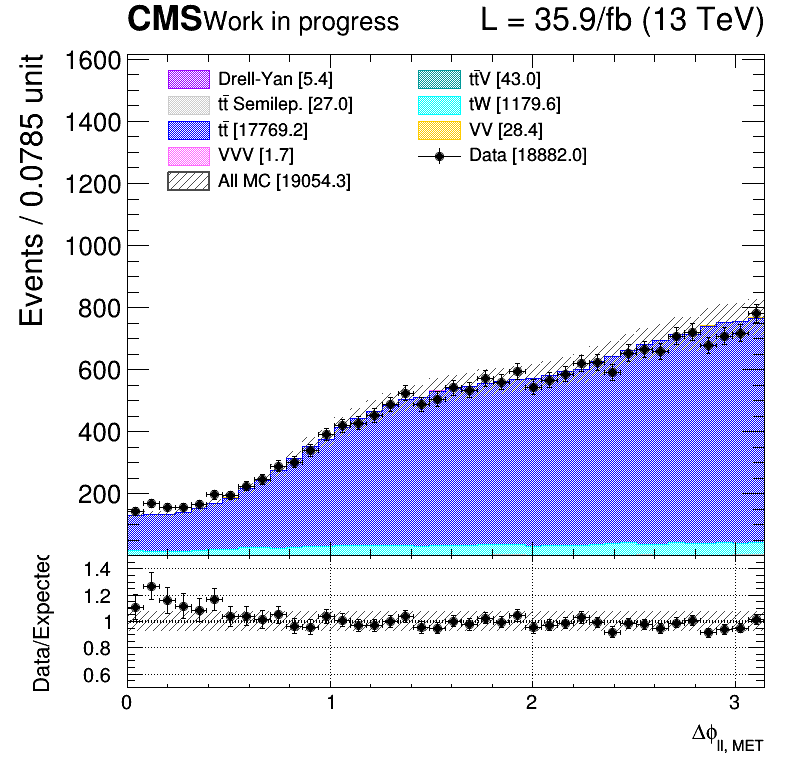 CMS Work in progress L = 35.9/fb (13 TeV)
Events / 0.0785 unit
1600
1400
1200
1000
800
600
400
200
Drell-Yan [5.4]
tt̄ Semilep. [27.0]
tt̄ [17769.2]
VVV [1.7]
All MC [19054.3]
tt̄V [43.0]
tW [1179.6]
VV [28.4]
Data [18882.0]
Data/Expected
1.4
1.2
1
0.8
0.6
0 1 2 3
Δϕll, MET